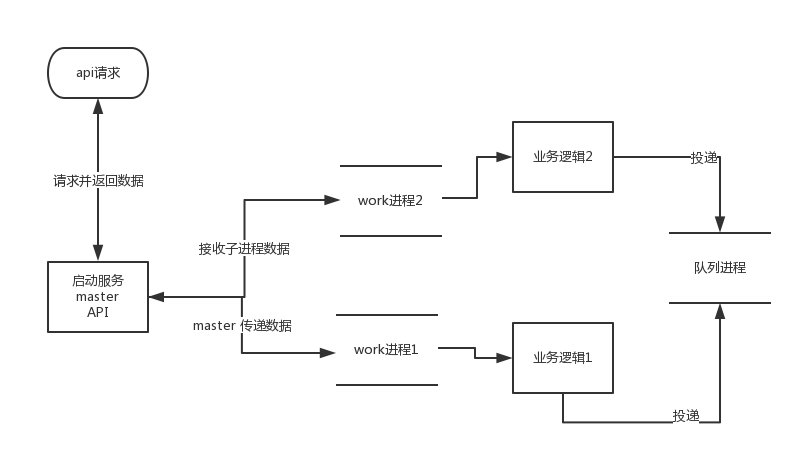 api请求
请求并返回数据
启动服务
master
API
接收子进程数据
master 传递数据
work进程2
work进程1
业务逻辑2
业务逻辑1
投递
队列进程
投递